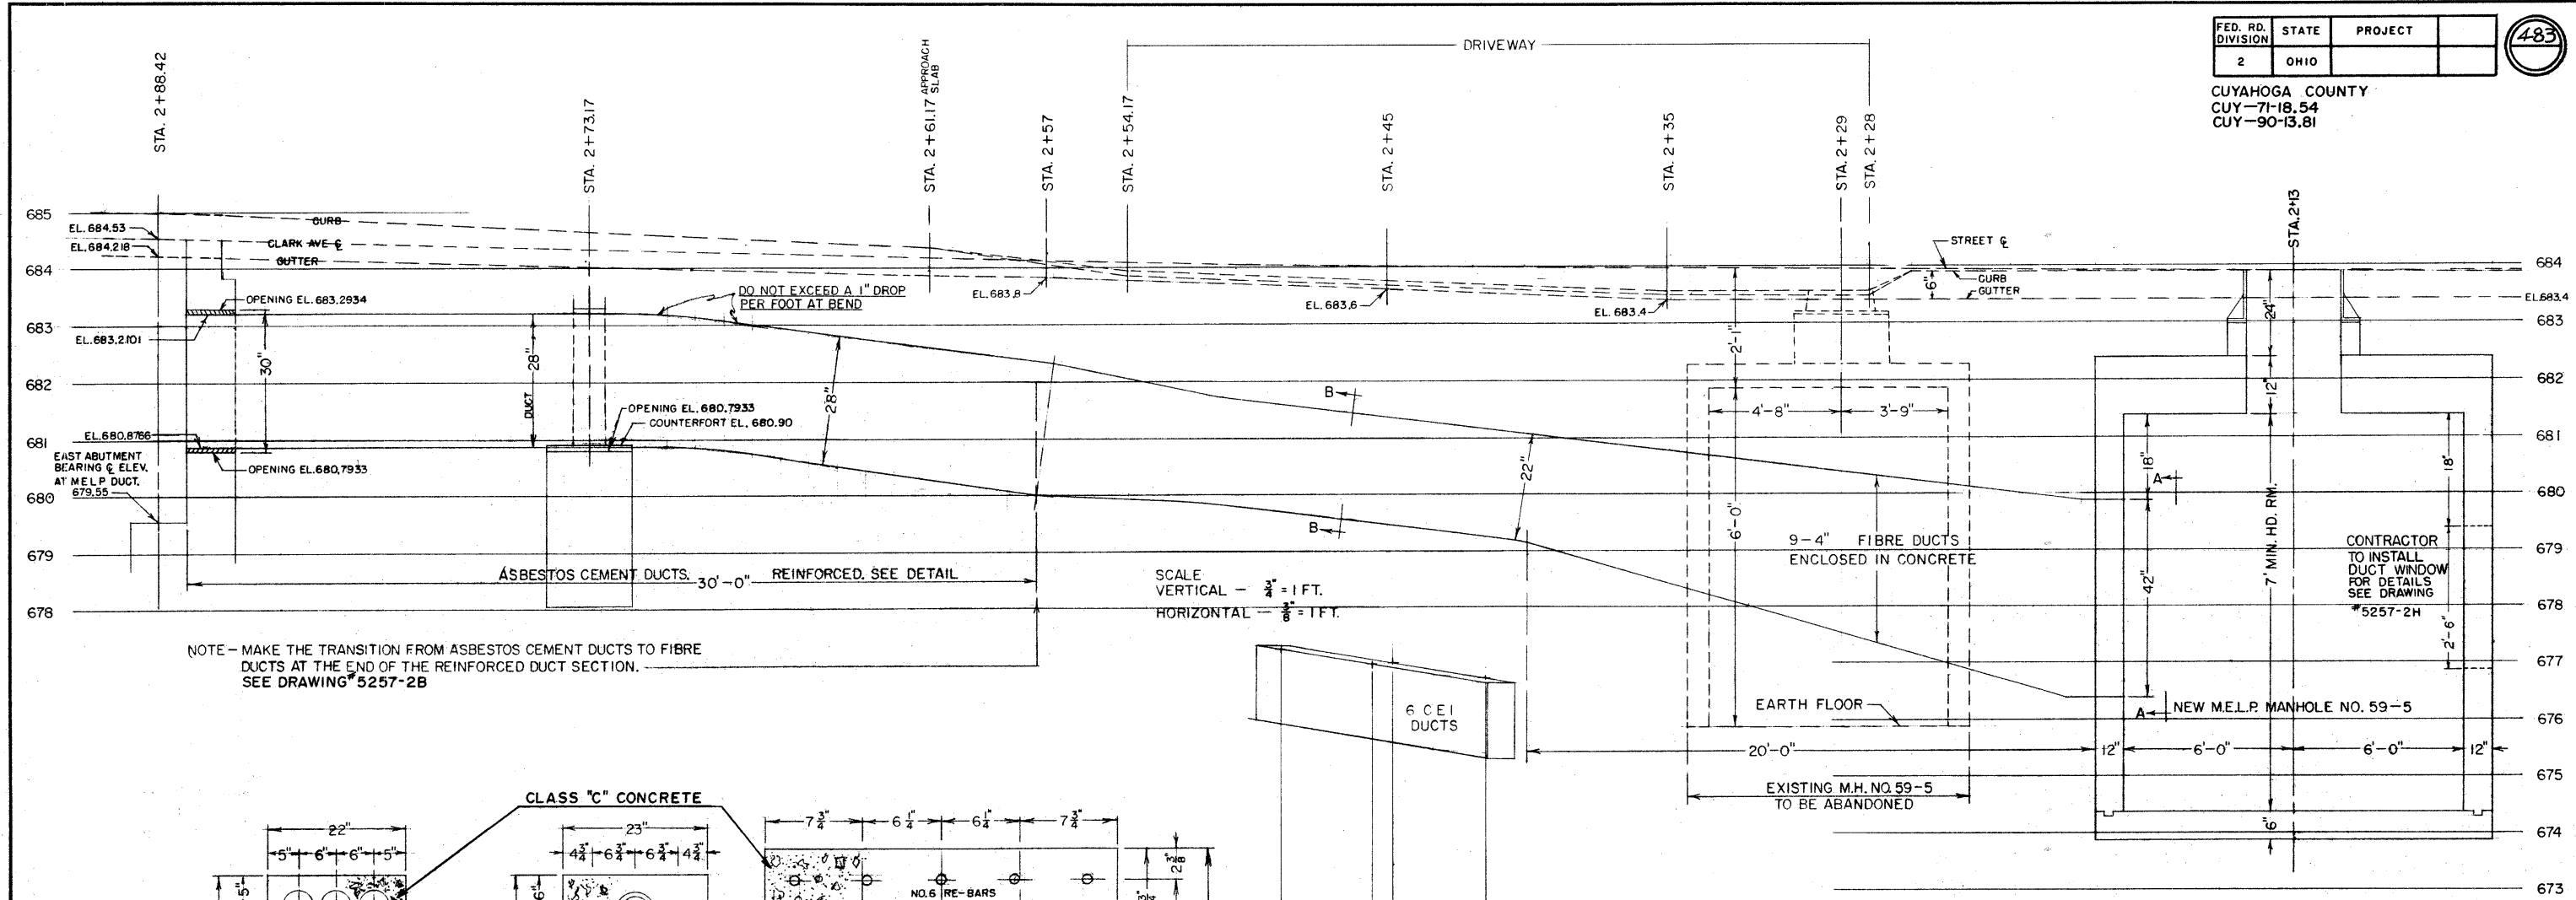 FED. RD. DIVISION STATE PROJECT
2 OHIO
483
CUYAHOGA COUNTY
CUY-71-18.54
CUY-90-13.81
DRIVEWAY
STA. 2+88.42
STA. 2+73.17
STA. 2+61.17 APPROACH SLAB
STA. 2+57
STA. 2+54.17
STA. 2+45
STA. 2+35
STA. 2+29
STA. 2+28
STA. 2+13
685
684
683
682
681
680
679
678
EL. 684.53
EL. 684.218
CURB
CLARK AVE ℄
GUTTER
OPENING EL. 683.2934
EL. 683.2101
30"
28"
DUCT
DO NOT EXCEED A 1" DROP
PER FOOT AT BEND
28"
EL. 683.8
EL. 683.6
EL. 683.4
STREET ℄
CURB
GUTTER
6"
24"
684
EL. 683.4
683
682
681
680
679
678
677
676
675
674
673
OPENING EL. 680.7933
COUNTERFORT EL. 680.90
EL. 680.8766
OPENING EL. 680.7933
EAST ABUTMENT
BEARING ℄ ELEV.
AT M E L P DUCT.
679.55
B
B
22"
2'-1"
4'-8"
3'-9"
6'-0"
9-4" FIBRE DUCTS
ENCLOSED IN CONCRETE
12"
18"
A
42"
7' MIN. HD. RM.
18"
2'-6"
CONTRACTOR
TO INSTALL
DUCT WINDOW
FOR DETAILS
SEE DRAWING
#5257-2H
ASBESTOS CEMENT DUCTS. 30'-0" REINFORCED. SEE DETAIL
SCALE
VERTICAL - 3/4" = 1 FT.
HORIZONTAL - 3/8" = 1 FT.
NOTE - MAKE THE TRANSITION FROM ASBESTOS CEMENT DUCTS TO FIBRE
DUCTS AT THE END OF THE REINFORCED DUCT SECTION.
SEE DRAWING #5257-2B
6 C E I
DUCTS
EARTH FLOOR
A
NEW M.E.L.P. MANHOLE NO. 59-5
20'-0"
12"
6'-0"
6'-0"
12"
EXISTING M.H. NO. 59-5
TO BE ABANDONED
6"
CLASS "C" CONCRETE
22"
5" 6" 6" 5"
5"
23"
4 3/4" 6 3/4" 6 3/4" 4 3/4"
6"
7 3/4" 6 1/4" 6 1/4" 7 3/4"
2 3/8"
NO. 6 RE-BARS